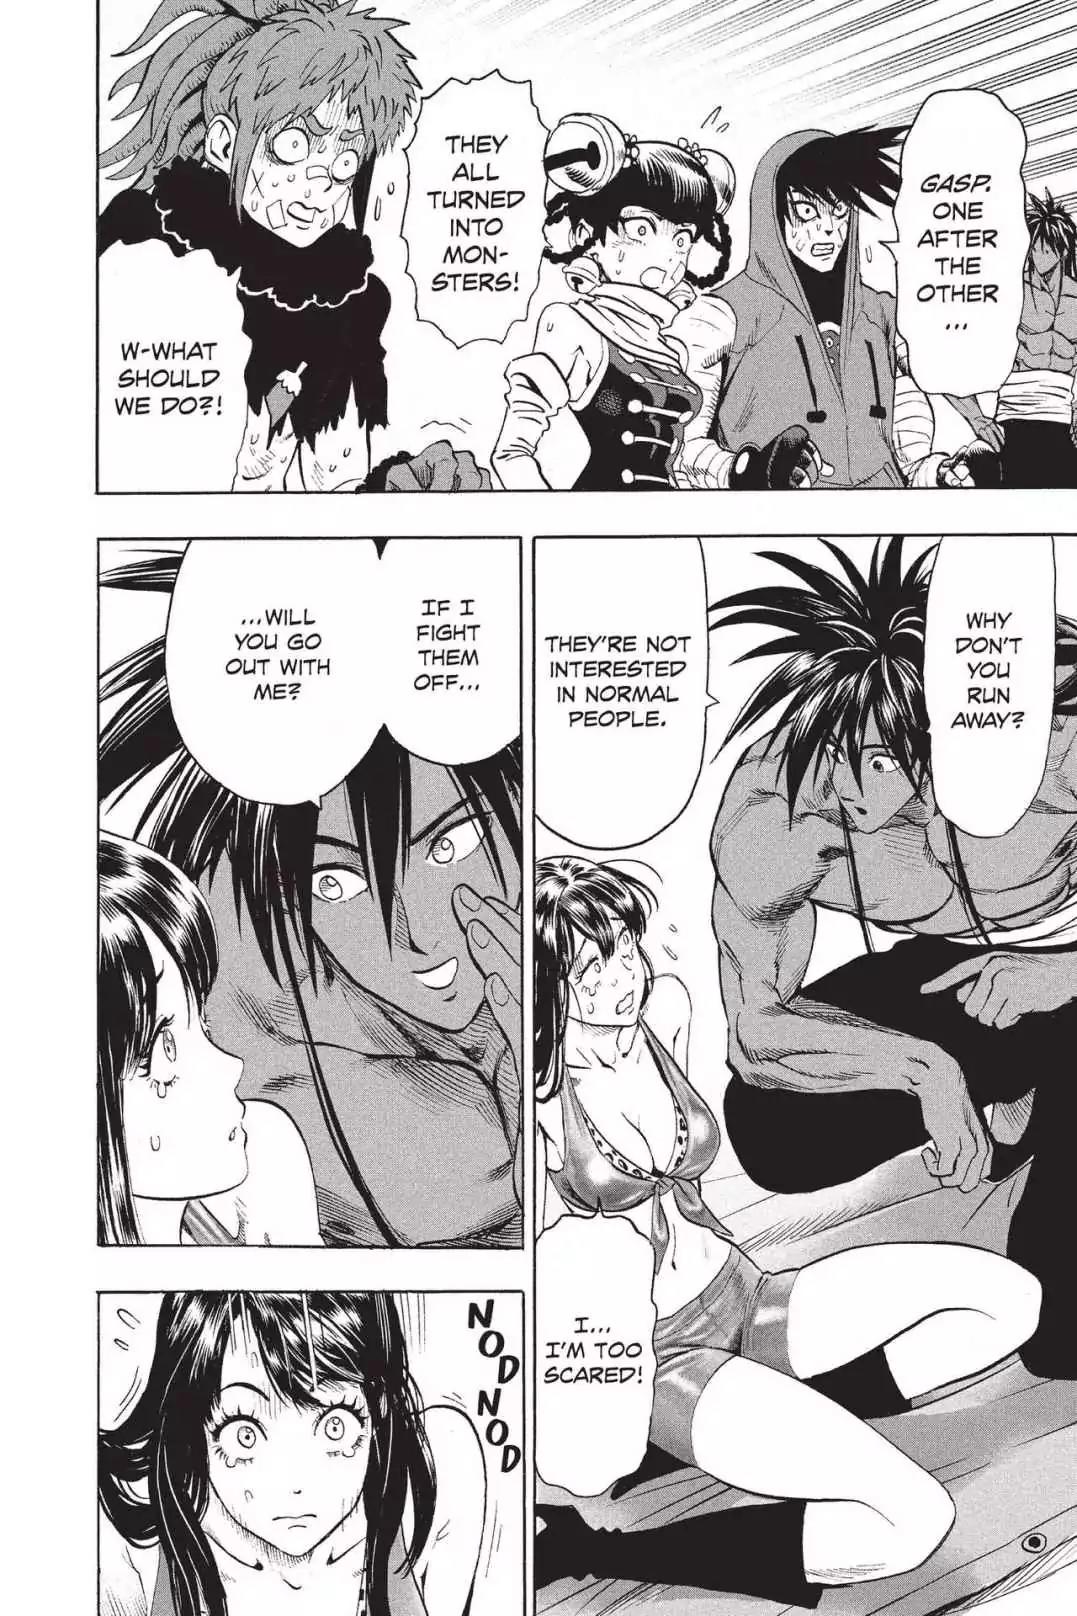 GASP.
ONE
AFTER
THE
OTHER
...
THEY
ALL
TURNED
INTO
MON-
STERS!
W-WHAT
SHOULD
WE DO?!
WHY
DON'T
YOU
RUN
AWAY?
THEY'RE NOT
INTERESTED
IN NORMAL
PEOPLE.
I...
I'M TOO
SCARED!
IF I
FIGHT
THEM
OFF...
...WILL
YOU GO
OUT WITH
ME?
NOD
NOD